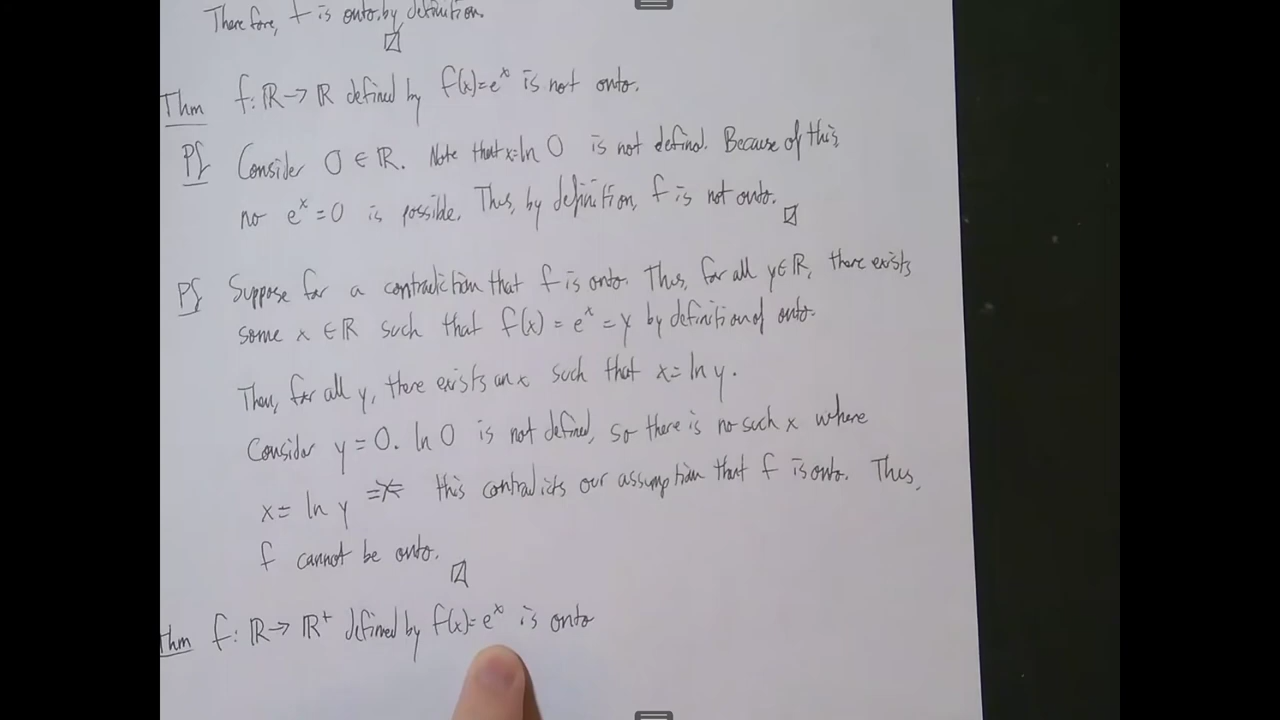 Therefore, f is onto. by definition.
Thm f: ℝ → ℝ defined by f(x)=e^x is not onto.
Pf Consider 0 ∈ ℝ. Note that x=ln 0 is not defined. Because of this,
no e^x = 0 is possible. Thus, by definition, f is not onto.
Pf Suppose for a contradiction that f is onto. Thus, for all y∈ℝ, there exists
some x ∈ ℝ such that f(x) = e^x = y by definition of onto.
Then, for all y, there exists an x such that x = ln y.
Consider y = 0. ln 0 is not defined, so there is no such x where
x = ln y this contradicts our assumption that f is onto. Thus,
f cannot be onto.
Thm f: ℝ → ℝ⁺ defined by f(x)=e^x is onto